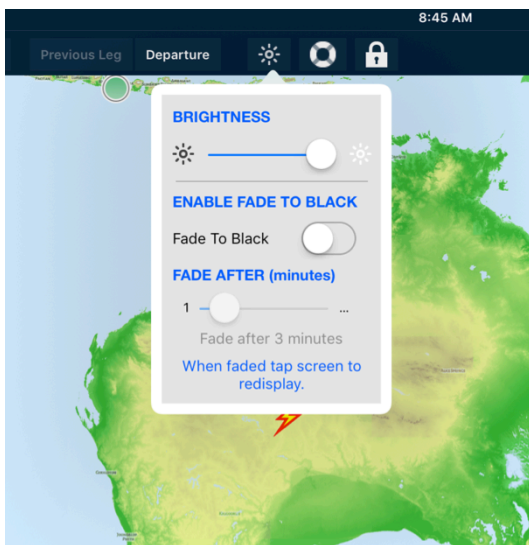 8:45 AM
Previous Leg Departure
BRIGHTNESS
ENABLE FADE TO BLACK
Fade To Black
FADE AFTER (minutes)
1 ...
Fade after 3 minutes
When faded tap screen to
redisplay.